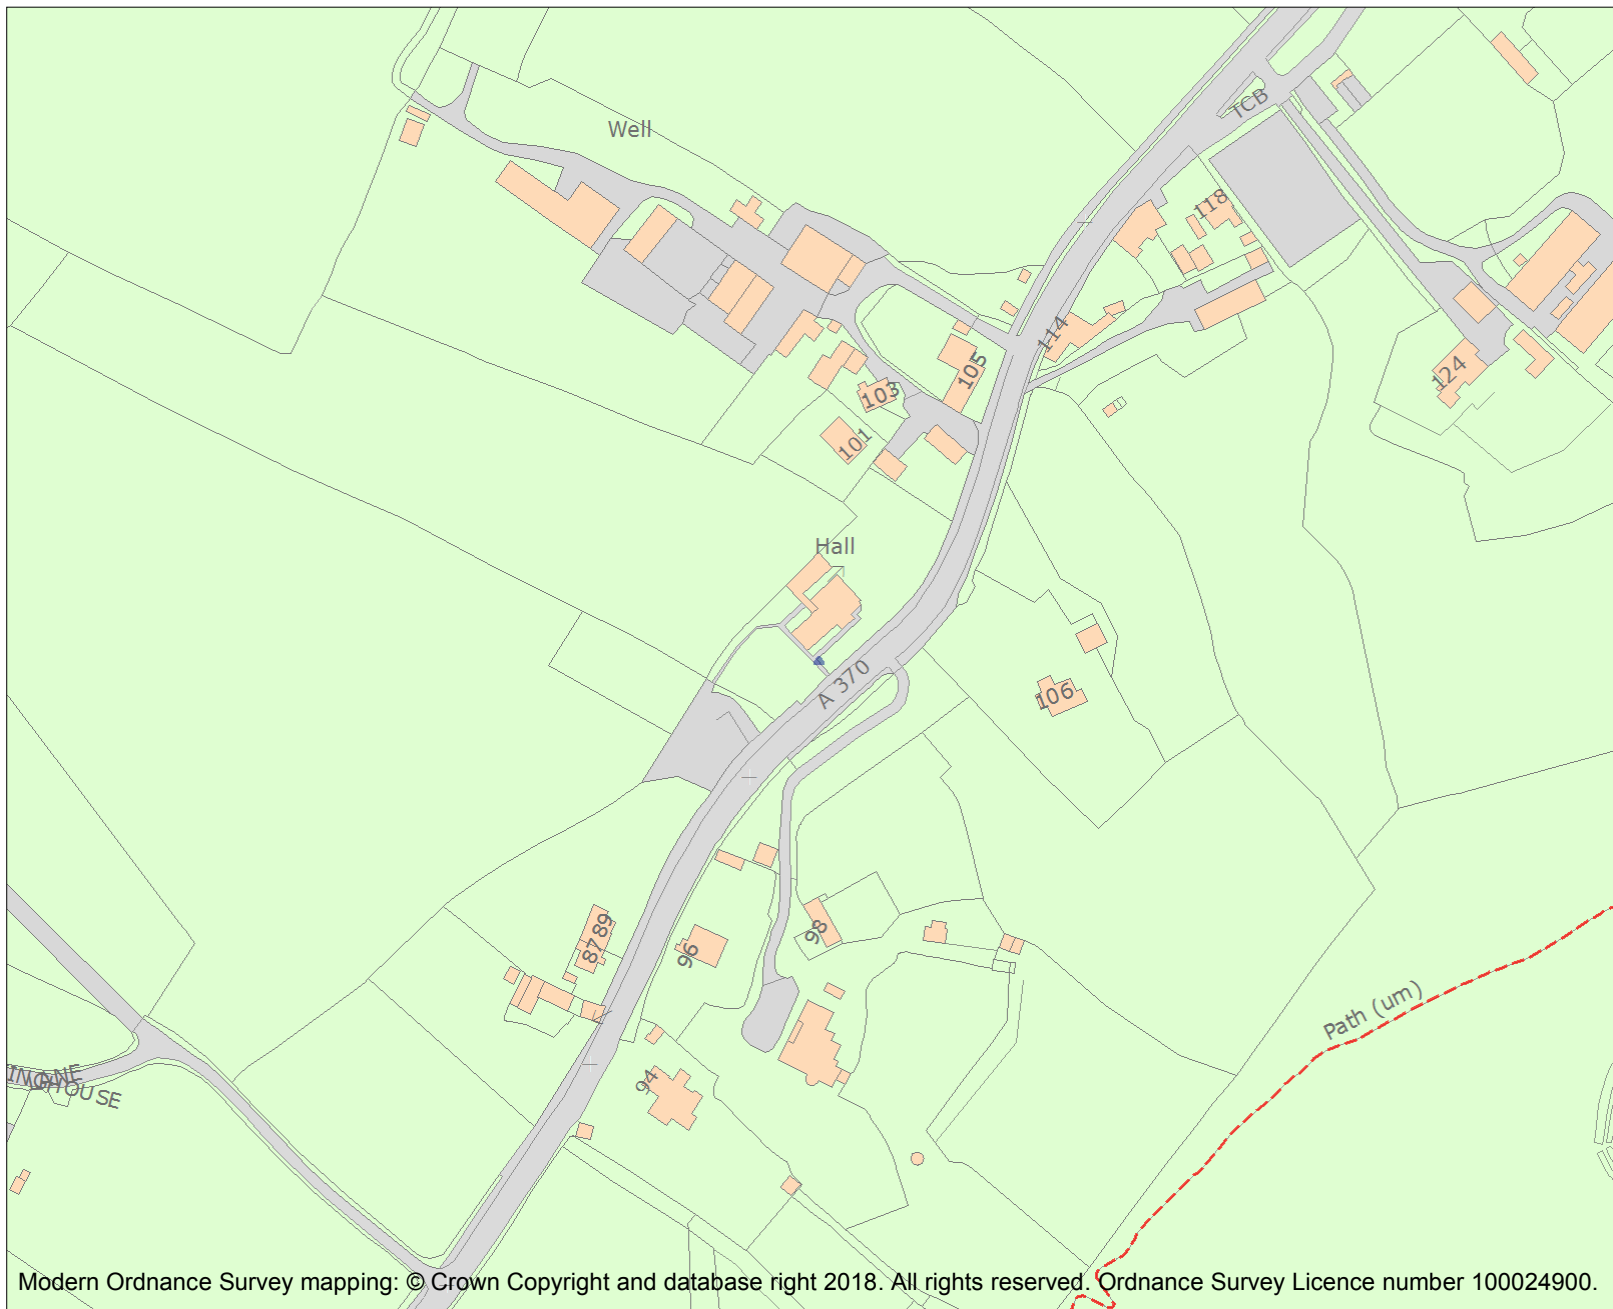 TCB
Well
118
114
105
124
103
101
Hall
A 370
106
89
87
96
98
Path (um)
94
LANE
HOUSE
Modern Ordnance Survey mapping: © Crown Copyright and database right 2018. All rights reserved. Ordnance Survey Licence number 100024900.